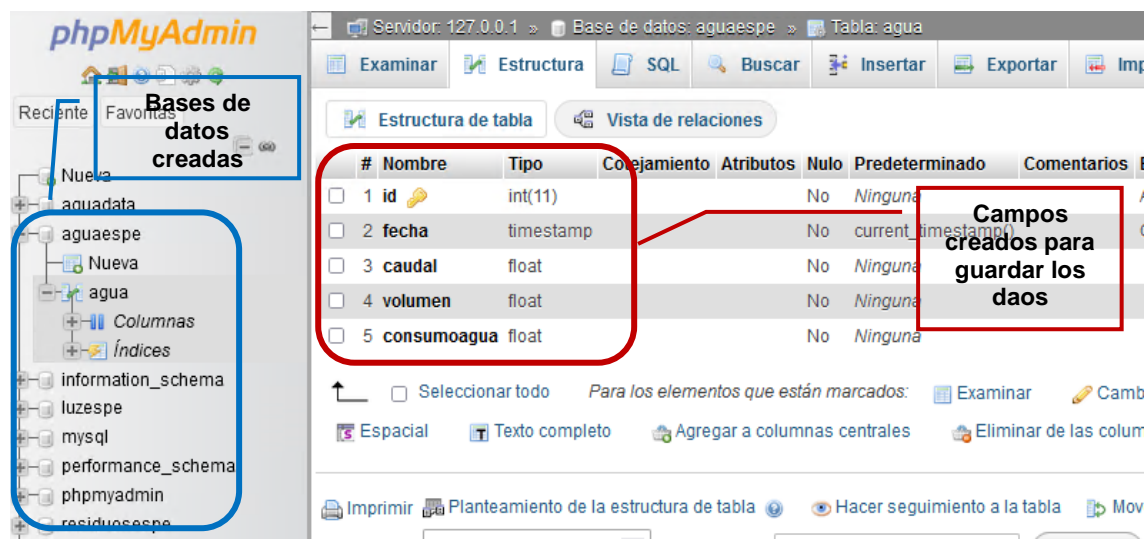 phpMyAdmin
Reciente Favoritas
Bases de
datos
creadas
Nueva
aguadata
aguaespe
Nueva
agua
Columnas
Índices
information_schema
luzespe
mysql
performance_schema
phpmyadmin
residuosespe
Servidor: 127.0.0.1 » Base de datos: aguaespe » Tabla: agua
Examinar Estructura SQL Buscar Insertar Exportar Imp
Estructura de tabla Vista de relaciones
# Nombre Tipo Cotejamiento Atributos Nulo Predeterminado Comentarios
1 id int(11) No Ninguna
2 fecha timestamp No current_timestamp()
3 caudal float No Ninguna
4 volumen float No Ninguna
5 consumoagua float No Ninguna
Campos
creados para
guardar los
daos
Seleccionar todo Para los elementos que están marcados: Examinar Camb
Espacial Texto completo Agregar a columnas centrales Eliminar de las colum
Imprimir Planteamiento de la estructura de tabla Hacer seguimiento a la tabla Mov